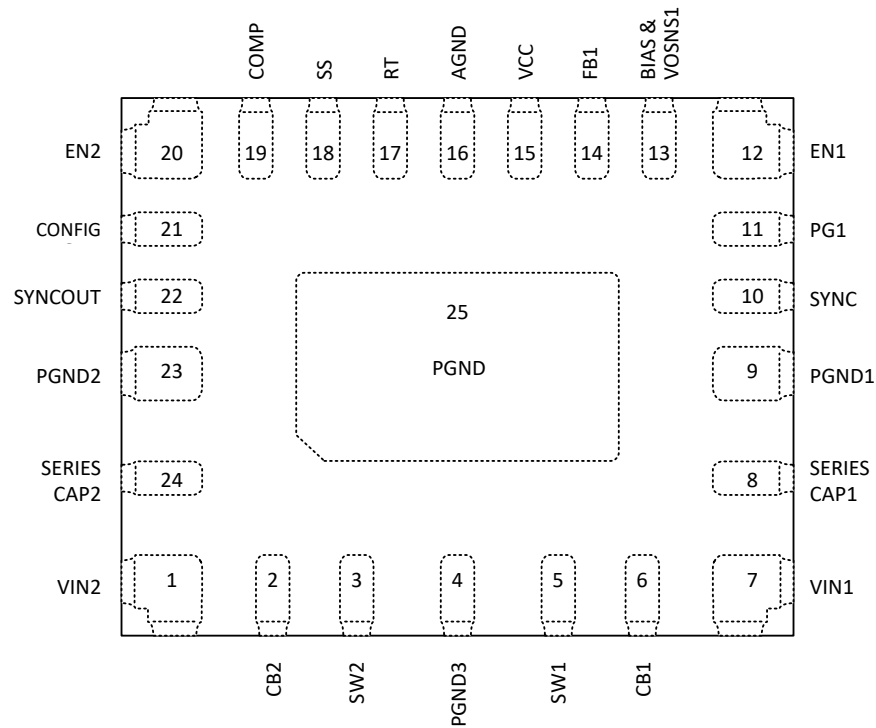 COMP
SS
RT
AGND
VCC
FB1
BIAS &
VOSNS1
EN2
20
19
18
17
16
15
14
13
12
EN1
CONFIG
21
11
PG1
SYNCOUT
22
10
SYNC
25
PGND
PGND2
23
9
PGND1
SERIES
CAP2
24
8
SERIES
CAP1
VIN2
1
2
3
4
5
6
7
VIN1
CB2
SW2
PGND3
SW1
CB1